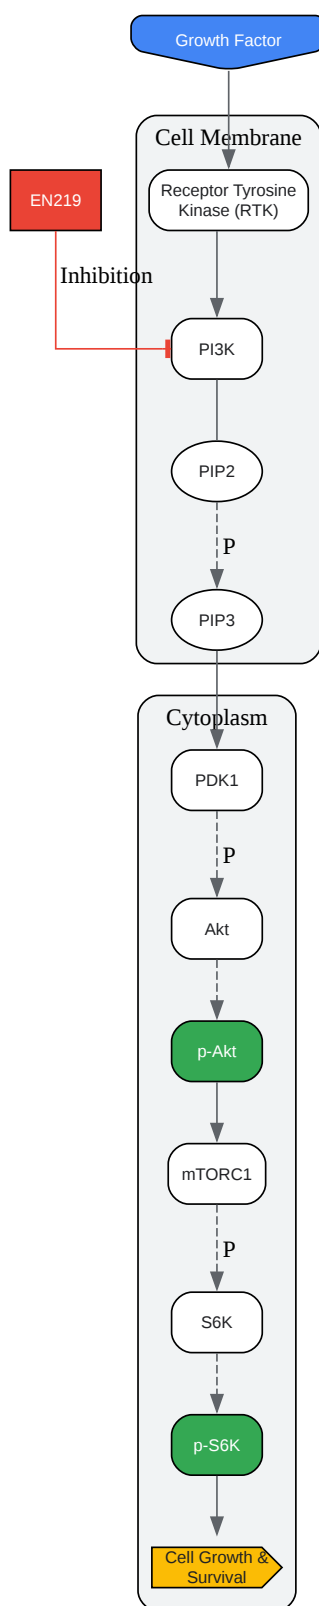 Growth Factor
Cell Membrane
Receptor Tyrosine
Kinase (RTK)
EN219
Inhibition
PI3K
PIP2
P
PIP3
Cytoplasm
PDK1
P
Akt
p-Akt
mTORC1
P
S6K
p-S6K
Cell Growth &
Survival